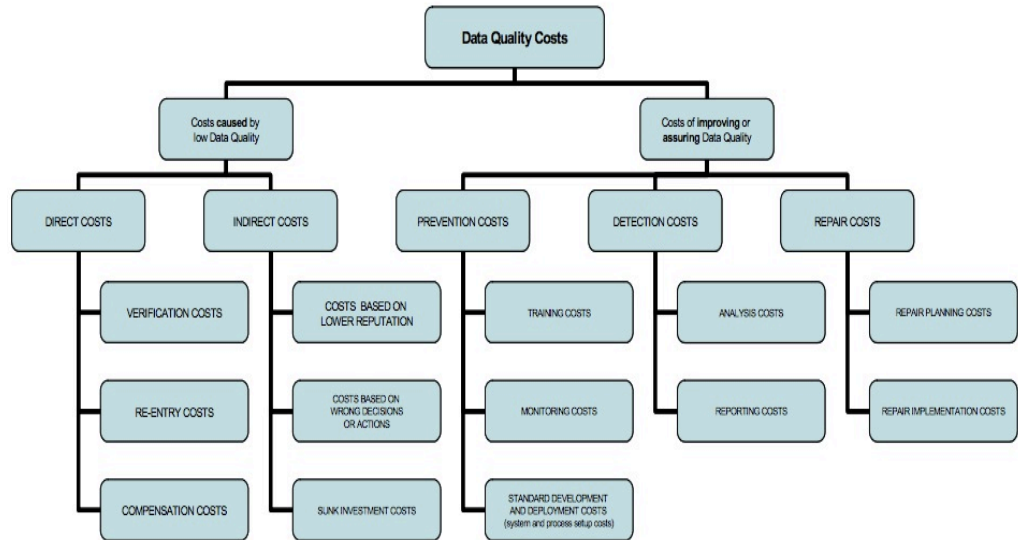 Data Quality Costs
Costs caused by
low Data Quality
Costs of improving or
assuring Data Quality
DIRECT COSTS
INDIRECT COSTS
PREVENTION COSTS
DETECTION COSTS
REPAIR COSTS
VERIFICATION COSTS
COSTS BASED ON
LOWER REPUTATION
TRAINING COSTS
ANALYSIS COSTS
REPAIR PLANNING COSTS
RE-ENTRY COSTS
COSTS BASED ON
WRONG DECISIONS
OR ACTIONS
MONITORING COSTS
REPORTING COSTS
REPAIR IMPLEMENTATION COSTS
COMPENSATION COSTS
SUNK INVESTMENT COSTS
STANDARD DEVELOPMENT
AND DEPLOYMENT COSTS
(system and process setup costs)